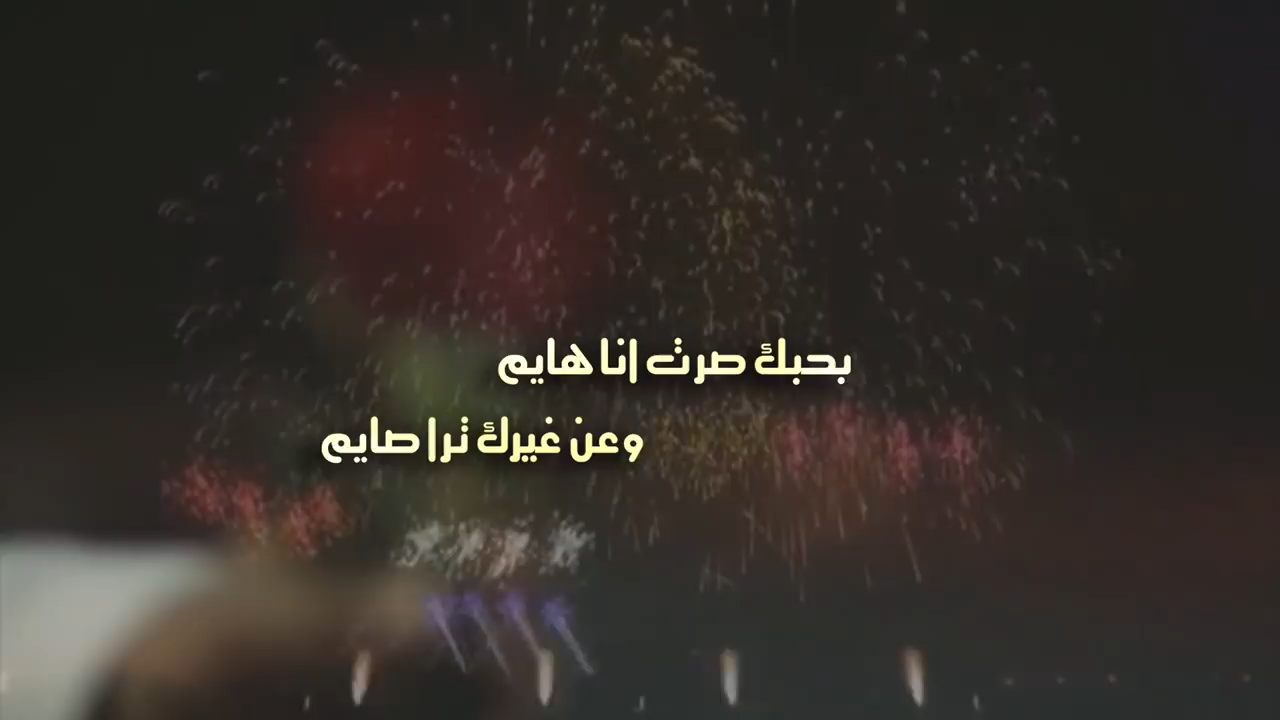 بحبك صرت انا هايم
وعن غيرك ترا صايم